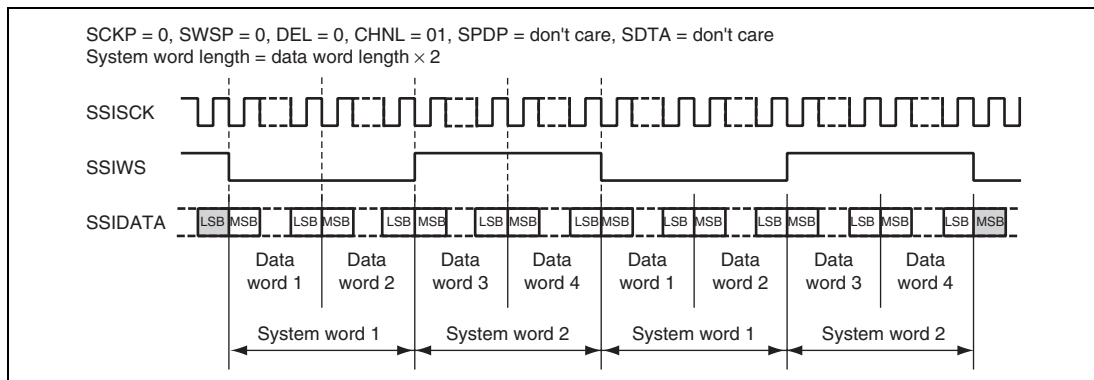 SCKP = 0, SWSP = 0, DEL = 0, CHNL = 01, SPDP = don't care, SDTA = don't care
System word length = data word length × 2
SSISCK
SSIWS
SSIDATA
LSB MSB LSB MSB LSB MSB LSB MSB LSB MSB LSB MSB LSB MSB LSB MSB LSB MSB
Data word 1 Data word 2 Data word 3 Data word 4 Data word 1 Data word 2 Data word 3 Data word 4
System word 1 System word 2 System word 1 System word 2